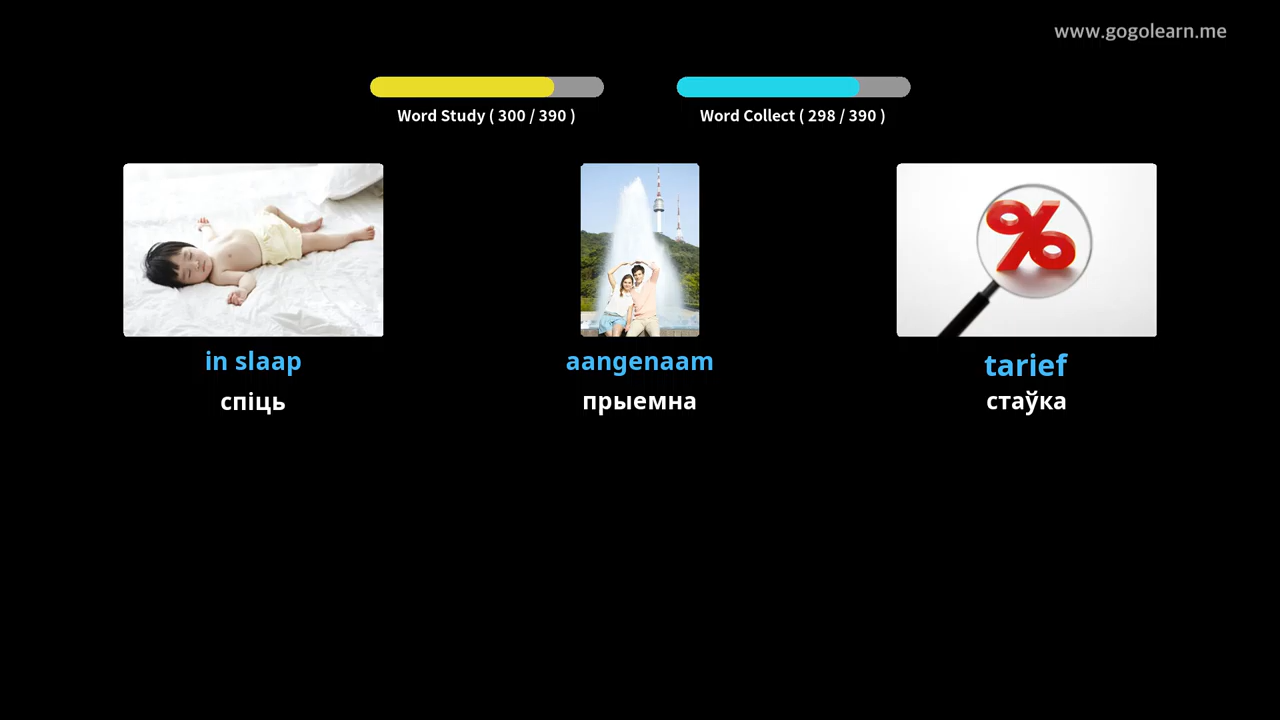 www.gogolearn.me
Word Study ( 300 / 390 )
Word Collect ( 298 / 390 )
in slaap
aangenaam
tarief
спіць
прыемна
стаўка